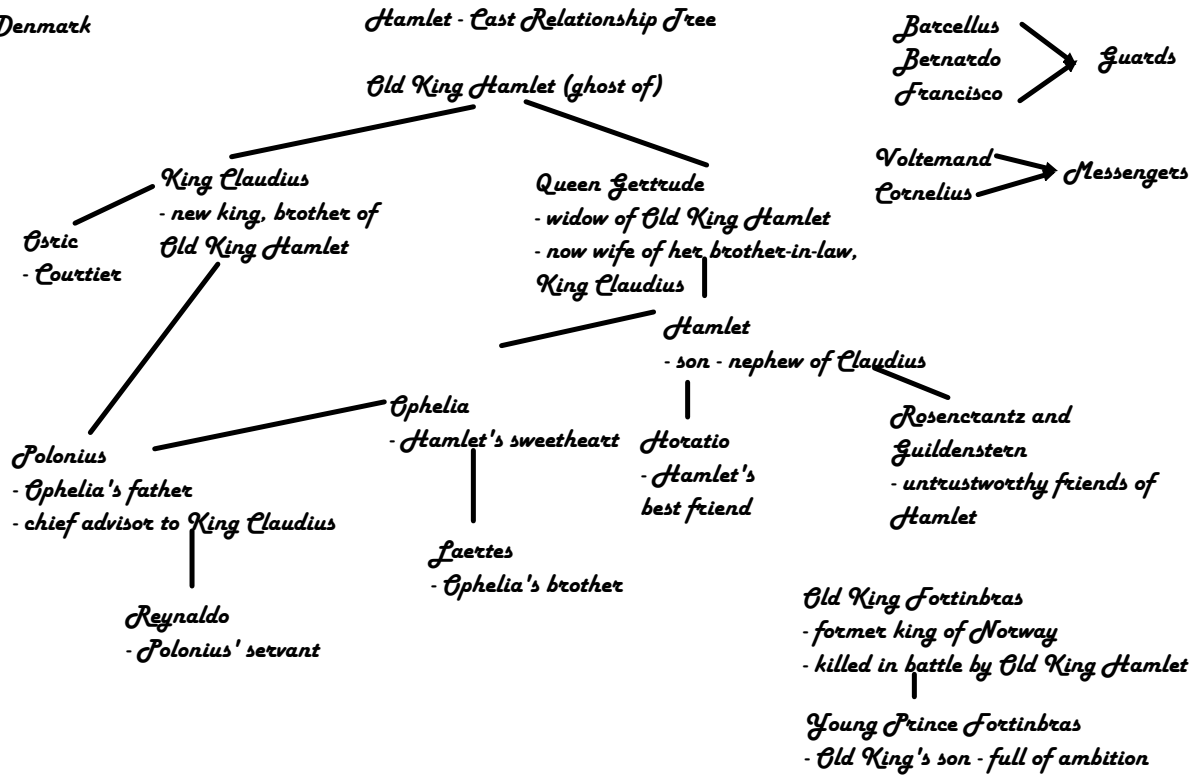 Denmark
Hamlet - Cast Relationship Tree
Barcellus
Bernardo
Francisco
Guards
Old King Hamlet (ghost of)
Voltemand
Cornelius
Messengers
King Claudius
- new king, brother of
Old King Hamlet
Queen Gertrude
- widow of Old King Hamlet
- now wife of her brother-in-law,
King Claudius
Osric
- Courtier
Hamlet
- son - nephew of Claudius
Ophelia
- Hamlet's sweetheart
Horatio
- Hamlet's
best friend
Rosencrantz and
Guildenstern
- untrustworthy friends of
Hamlet
Polonius
- Ophelia's father
- chief advisor to King Claudius
Laertes
- Ophelia's brother
Reynaldo
- Polonius' servant
Old King Fortinbras
- former king of Norway
- killed in battle by Old King Hamlet
Young Prince Fortinbras
- Old King's son - full of ambition